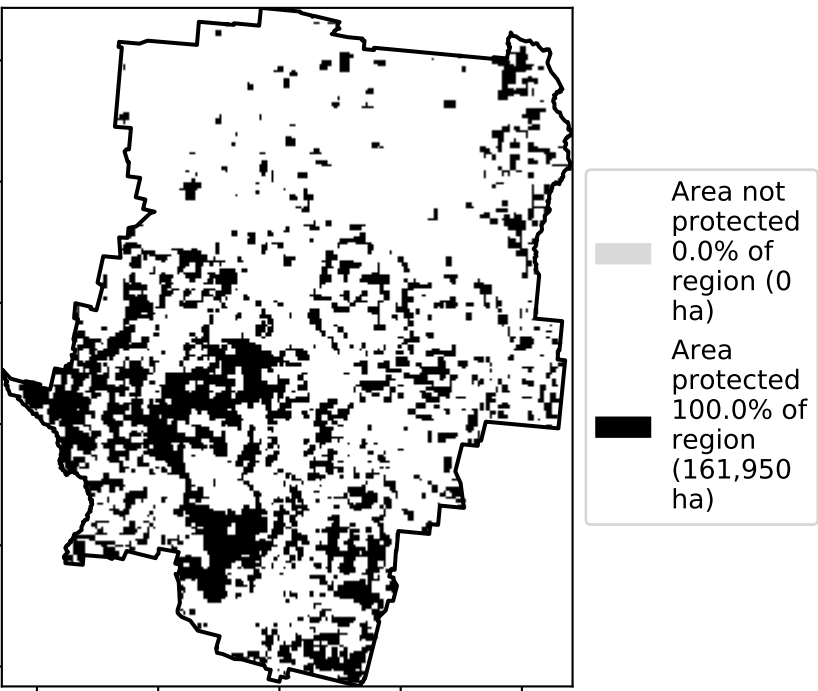 Area not
protected
0.0% of
region (0
ha)
Area
protected
100.0% of
region
(161,950
ha)